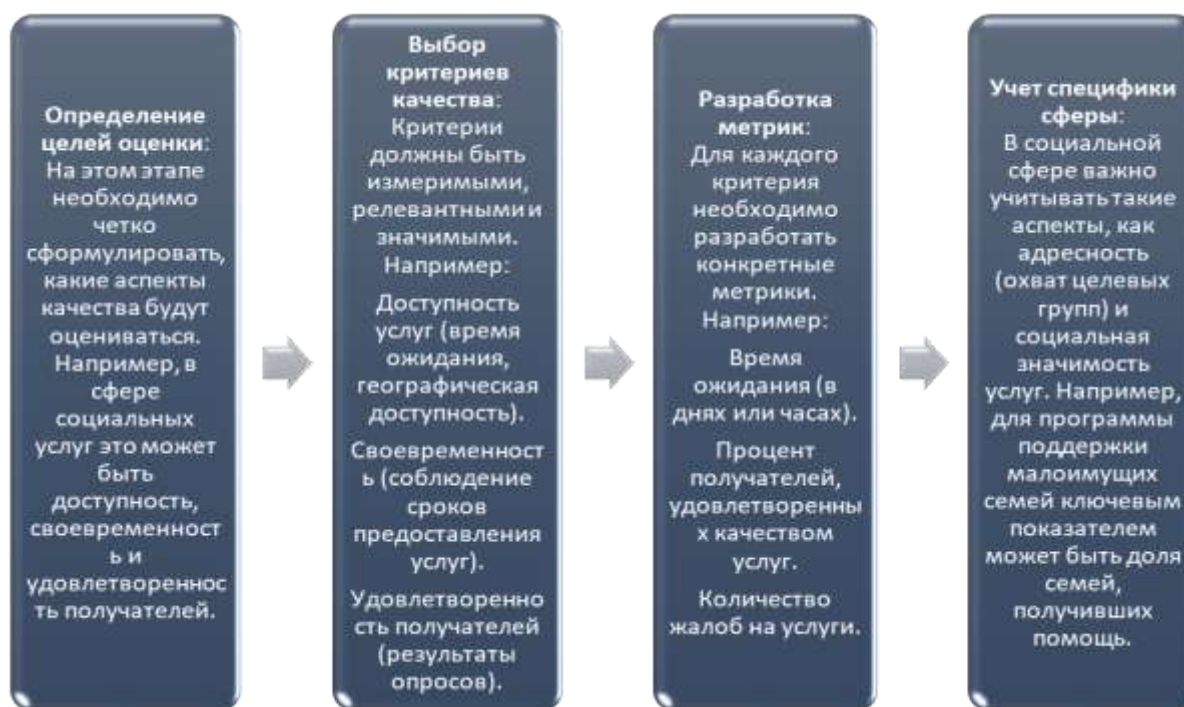 Определение
целей оценки:
На этом этапе
необходимо
четко
сформулировать,
какие аспекты
качества будут
оцениваться.
Например, в
сфере
социальных
услуг это может
быть
доступность,
своевременност
ь и
удовлетвореннос
ть получателей.
Выбор
критериев
качества:
Критерии
должны быть
измеримыми,
релевантными и
значимыми.
Например:
Доступность
услуг (время
ожидания,
географическая
доступность).
Своевременност
ь (соблюдение
сроков
предоставления
услуг).
Удовлетворенно
сть получателей
(результаты
опросов).
Разработка
метрик:
Для каждого
критерия
необходимо
разработать
конкретные
метрики.
Например:
Время
ожидания (в
днях или часах).
Процент
получателей,
удовлетворенны
х качеством
услуг.
Количество
жалоб на услуги.
Учет специфики
сферы:
В социальной
сфере важно
учитывать такие
аспекты, как
адресность
(охват целевых
групп) и
социальная
значимость
услуг. Например,
для программы
поддержки
малоимущих
семей ключевым
показателем
может быть доля
семей,
получивших
помощь.